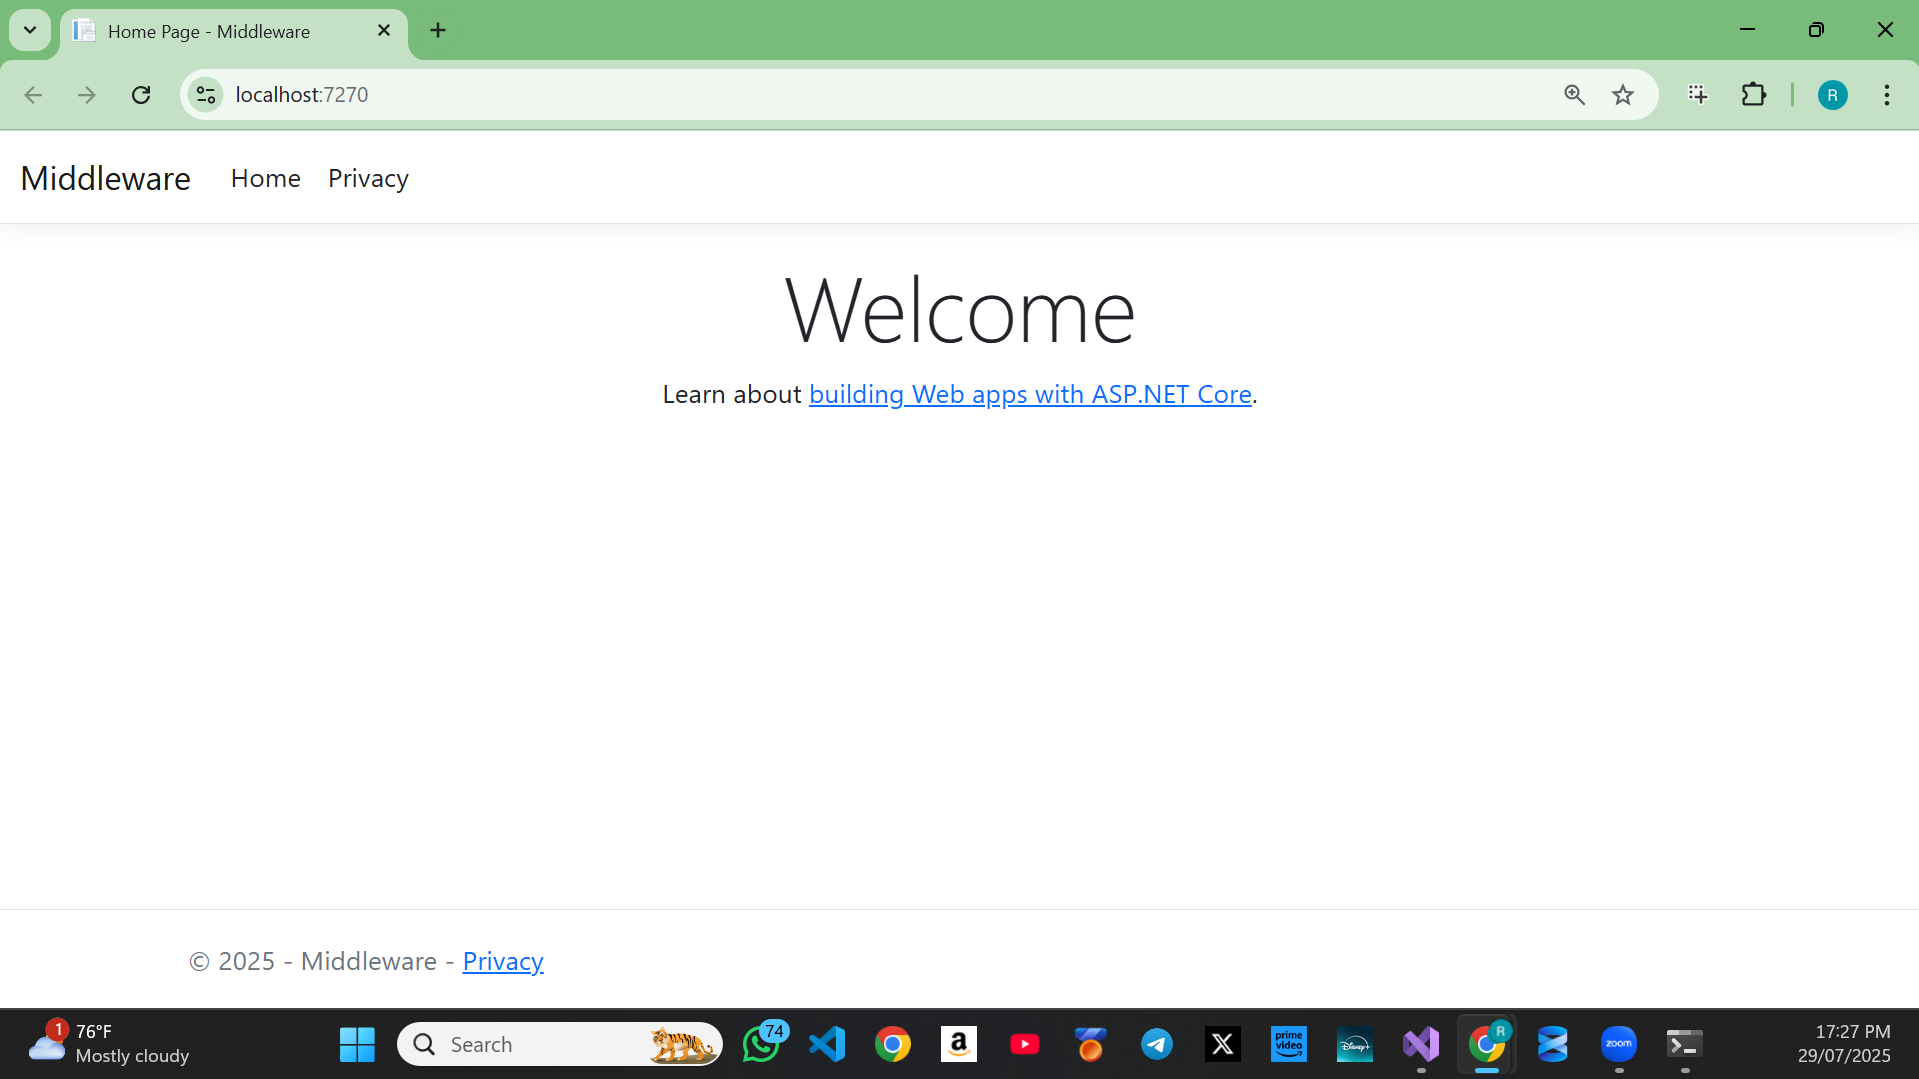 Home Page - Middleware
localhost:7270
R
Middleware Home Privacy
Welcome
Learn about building Web apps with ASP.NET Core.
© 2025 - Middleware - Privacy
1
76°F
Mostly cloudy
Search
74
a
X
prime video
Disney+
R
zoom
17:27 PM
29/07/2025